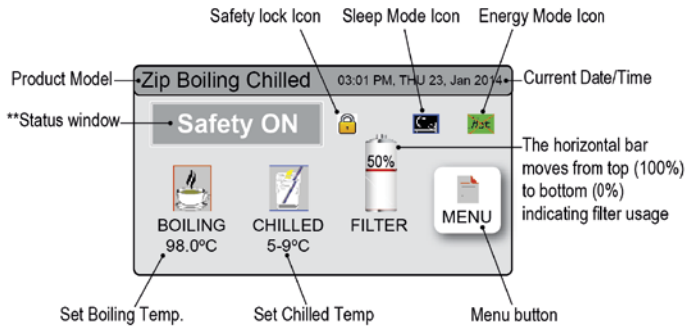 Safety lock Icon
Sleep Mode Icon
Energy Mode Icon
Product Model
Zip Boiling Chilled
03:01 PM, THU 23, Jan 2014
Current Date/Time
**Status window
Safety ON
50%
The horizontal bar
moves from top (100%)
to bottom (0%)
indicating filter usage
BOILING
98.0ºC
CHILLED
5-9ºC
FILTER
MENU
Set Boiling Temp.
Set Chilled Temp
Menu button